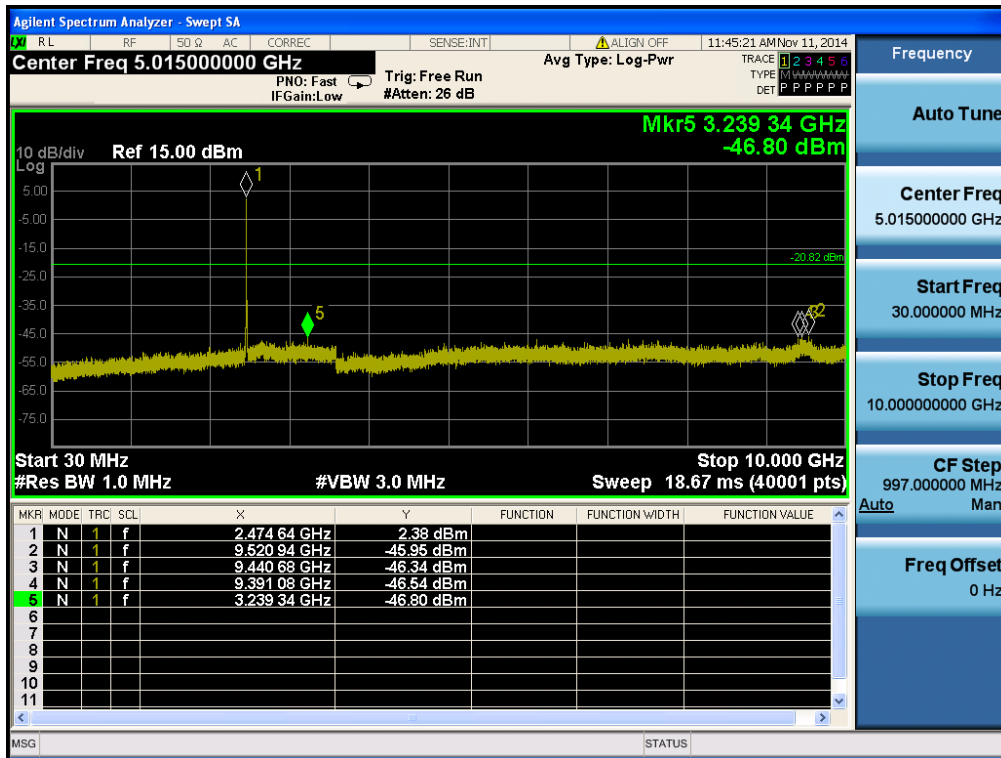 Agilent Spectrum Analyzer - Swept SA
LXI RL RF 50 Ω AC CORREC SENSE:INT ALIGN OFF 11:45:21 AM Nov 11, 2014
Center Freq 5.015000000 GHz
PNO: Fast
IFGain:Low
Trig: Free Run
#Atten: 26 dB
Avg Type: Log-Pwr
TRACE 1 2 3 4 5 6
TYPE M
DET P P P P P P
Mkr5 3.239 34 GHz
-46.80 dBm
10 dB/div Ref 15.00 dBm
Log
5.00
-5.00
-15.0
-25.0
-35.0
-45.0
-55.0
-65.0
-75.0
1
5
2
-20.82 dBm
Start 30 MHz Stop 10.000 GHz
#Res BW 1.0 MHz #VBW 3.0 MHz Sweep 18.67 ms (40001 pts)
MKR MODE TRC SCL X Y FUNCTION FUNCTION WIDTH FUNCTION VALUE
1 N 1 f 2.474 64 GHz 2.38 dBm
2 N 1 f 9.520 94 GHz -45.95 dBm
3 N 1 f 9.440 68 GHz -46.34 dBm
4 N 1 f 9.391 08 GHz -46.54 dBm
5 N 1 f 3.239 34 GHz -46.80 dBm
6
7
8
9
10
11
MSG STATUS
Frequency
Auto Tune
Center Freq
5.015000000 GHz
Start Freq
30.000000 MHz
Stop Freq
10.000000000 GHz
CF Step
997.000000 MHz
Auto Man
Freq Offset
0 Hz